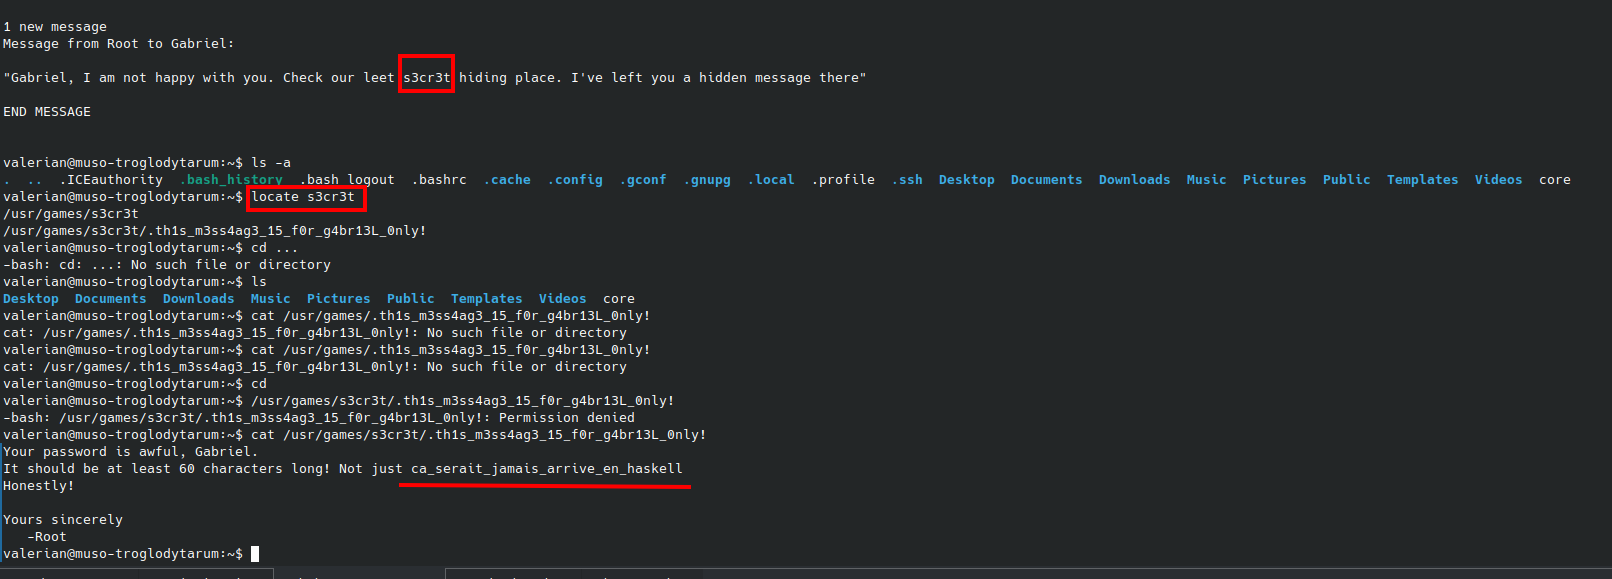 1 new message
Message from Root to Gabriel:
"Gabriel, I am not happy with you. Check our leet s3cr3t hiding place. I've left you a hidden message there"
END MESSAGE
valerian@muso-troglodytarum:~$ ls -a
.  ..  .ICEauthority  .bash_history  .bash_logout  .bashrc  .cache  .config  .gconf  .gnupg  .local  .profile  .ssh  Desktop  Documents  Downloads  Music  Pictures  Public  Templates  Videos  core
valerian@muso-troglodytarum:~$ locate s3cr3t
/usr/games/s3cr3t
/usr/games/s3cr3t/.th1s_m3ss4ag3_15_f0r_g4br13L_0nly!
valerian@muso-troglodytarum:~$ cd ...
-bash: cd: ...: No such file or directory
valerian@muso-troglodytarum:~$ ls
Desktop  Documents  Downloads  Music  Pictures  Public  Templates  Videos  core
valerian@muso-troglodytarum:~$ cat /usr/games/.th1s_m3ss4ag3_15_f0r_g4br13L_0nly!
cat: /usr/games/.th1s_m3ss4ag3_15_f0r_g4br13L_0nly!: No such file or directory
valerian@muso-troglodytarum:~$ cat /usr/games/.th1s_m3ss4ag3_15_f0r_g4br13L_0nly!
cat: /usr/games/.th1s_m3ss4ag3_15_f0r_g4br13L_0nly!: No such file or directory
valerian@muso-troglodytarum:~$ cd
valerian@muso-troglodytarum:~$ /usr/games/s3cr3t/.th1s_m3ss4ag3_15_f0r_g4br13L_0nly!
-bash: /usr/games/s3cr3t/.th1s_m3ss4ag3_15_f0r_g4br13L_0nly!: Permission denied
valerian@muso-troglodytarum:~$ cat /usr/games/s3cr3t/.th1s_m3ss4ag3_15_f0r_g4br13L_0nly!
Your password is awful, Gabriel.
It should be at least 60 characters long! Not just ca_serait_jamais_arrive_en_haskell
Honestly!
Yours sincerely
-Root
valerian@muso-troglodytarum:~$